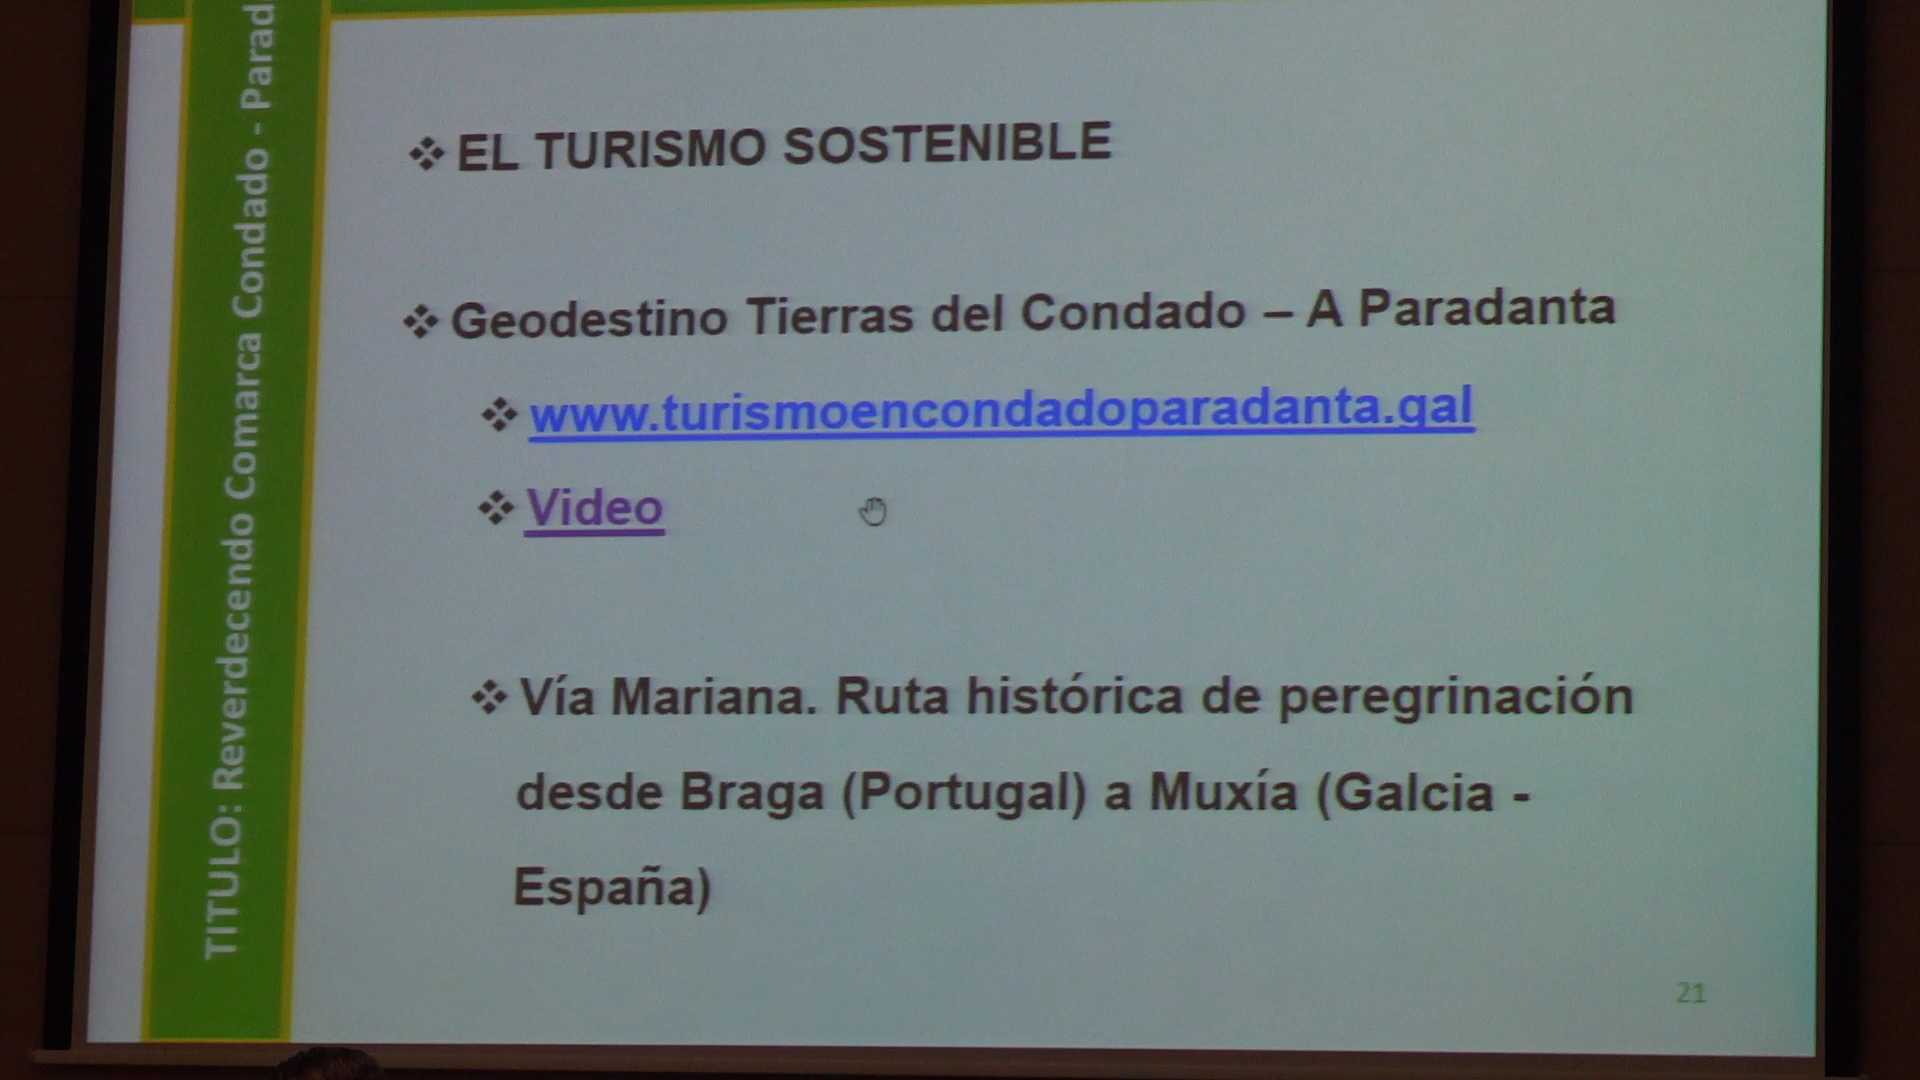 TITULO: Reverdecendo Comarca Condado - Parad
EL TURISMO SOSTENIBLE
Geodestino Tierras del Condado – A Paradanta
www.turismoencondadoparadanta.gal
Video
Vía Mariana. Ruta histórica de peregrinación
desde Braga (Portugal) a Muxía (Galcia -
España)
21